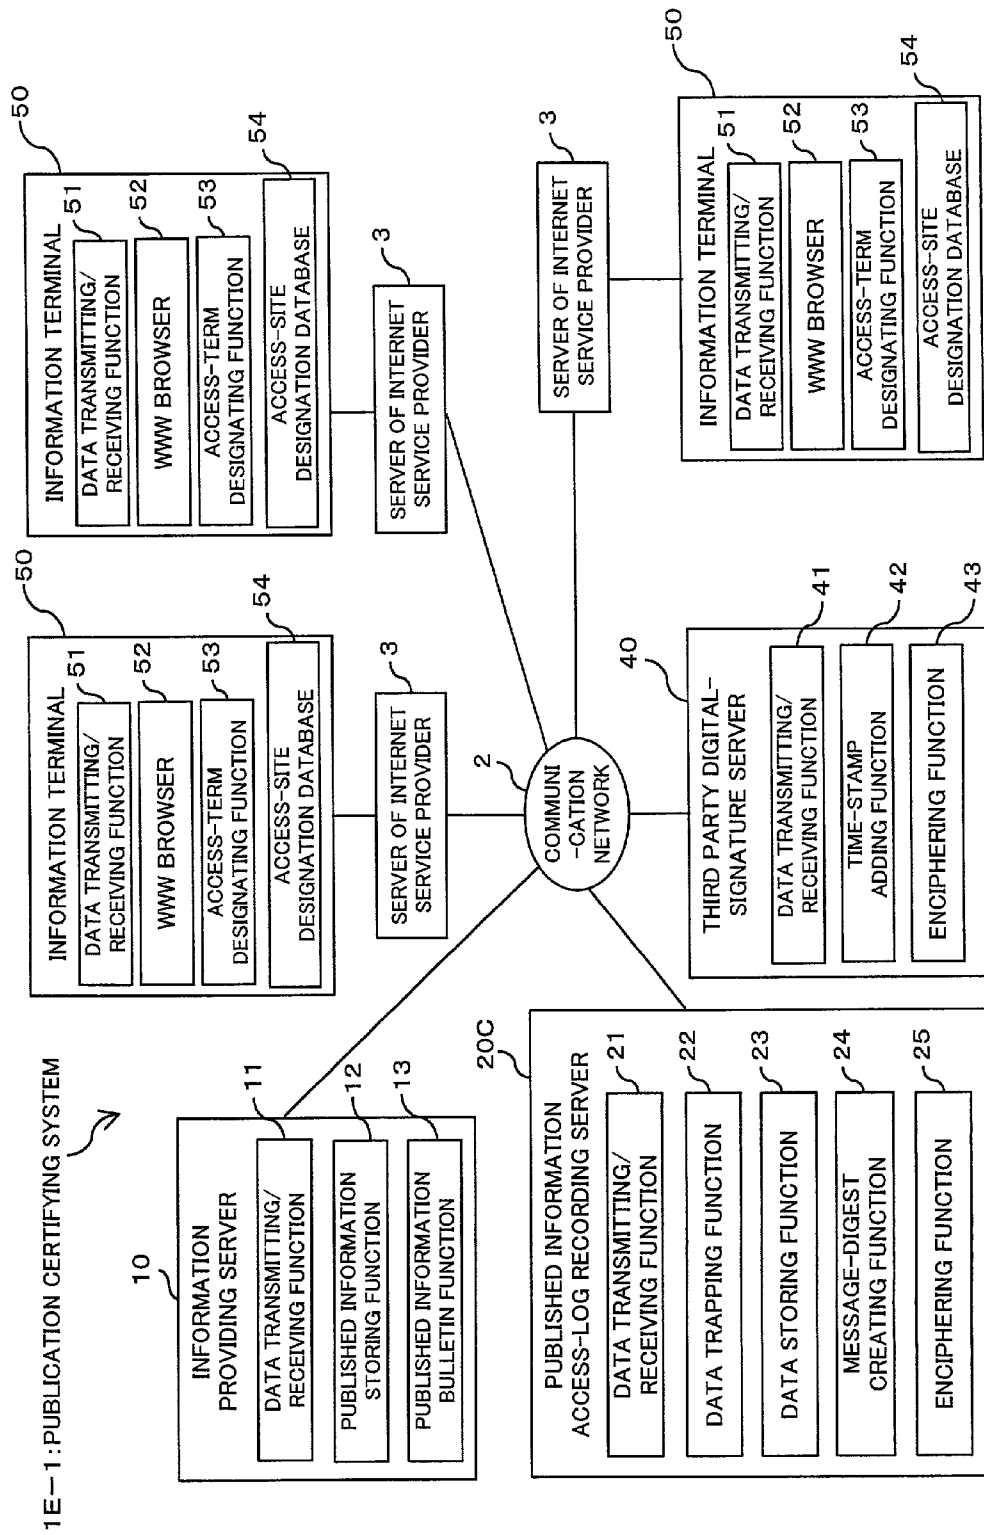 1E—1:PUBLICATION CERTIFYING SYSTEM
10
INFORMATION
PROVIDING SERVER
11
DATA TRANSMITTING/
RECEIVING FUNCTION
12
PUBLISHED INFORMATION
STORING FUNCTION
13
PUBLISHED INFORMATION
BULLETIN FUNCTION
50
INFORMATION TERMINAL
51
DATA TRANSMITTING/
RECEIVING FUNCTION
52
WWW BROWSER
53
ACCESS-TERM
DESIGNATING FUNCTION
54
ACCESS-SITE
DESIGNATION DATABASE
3
SERVER OF INTERNET
SERVICE PROVIDER
50
INFORMATION TERMINAL
51
DATA TRANSMITTING/
RECEIVING FUNCTION
52
WWW BROWSER
53
ACCESS-TERM
DESIGNATING FUNCTION
54
ACCESS-SITE
DESIGNATION DATABASE
3
SERVER OF INTERNET
SERVICE PROVIDER
2
COMMUNI
-CATION
NETWORK
20C
PUBLISHED INFORMATION
ACCESS-LOG RECORDING SERVER
21
DATA TRANSMITTING/
RECEIVING FUNCTION
22
DATA TRAPPING FUNCTION
23
DATA STORING FUNCTION
24
MESSAGE-DIGEST
CREATING FUNCTION
25
ENCIPHERING FUNCTION
40
THIRD PARTY DIGITAL-
SIGNATURE SERVER
41
DATA TRANSMITTING/
RECEIVING FUNCTION
42
TIME-STAMP
ADDING FUNCTION
43
ENCIPHERING FUNCTION
3
SERVER OF INTERNET
SERVICE PROVIDER
50
INFORMATION TERMINAL
51
DATA TRANSMITTING/
RECEIVING FUNCTION
52
WWW BROWSER
53
ACCESS-TERM
DESIGNATING FUNCTION
54
ACCESS-SITE
DESIGNATION DATABASE